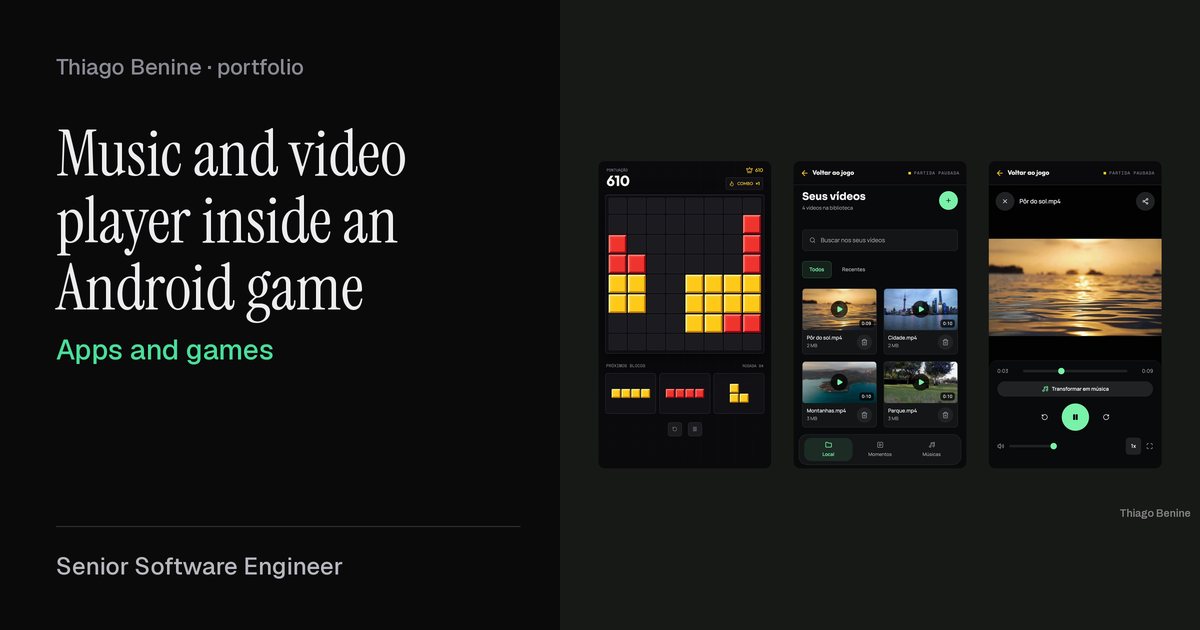 Thiago Benine · portfolio
Music and video
player inside an
Android game
Apps and games
Senior Software Engineer
PONTUAÇÃO
610
610
COMBO
PRÓXIMOS BLOCOS
Voltar ao jogo
PARTIDA PAUSADA
Seus vídeos
4 vídeos na biblioteca
Buscar nos seus vídeos
Todos
Recentes
0:09
0:10
Pôr do sol.mp4
2 MB
Cidade.mp4
2 MB
0:10
0:10
Montanhas.mp4
3 MB
Parque.mp4
3 MB
Local
Momentos
Músicas
Voltar ao jogo
PARTIDA PAUSADA
Pôr do sol.mp4
0:03
0:09
Transformar em música
1x
Thiago Benine